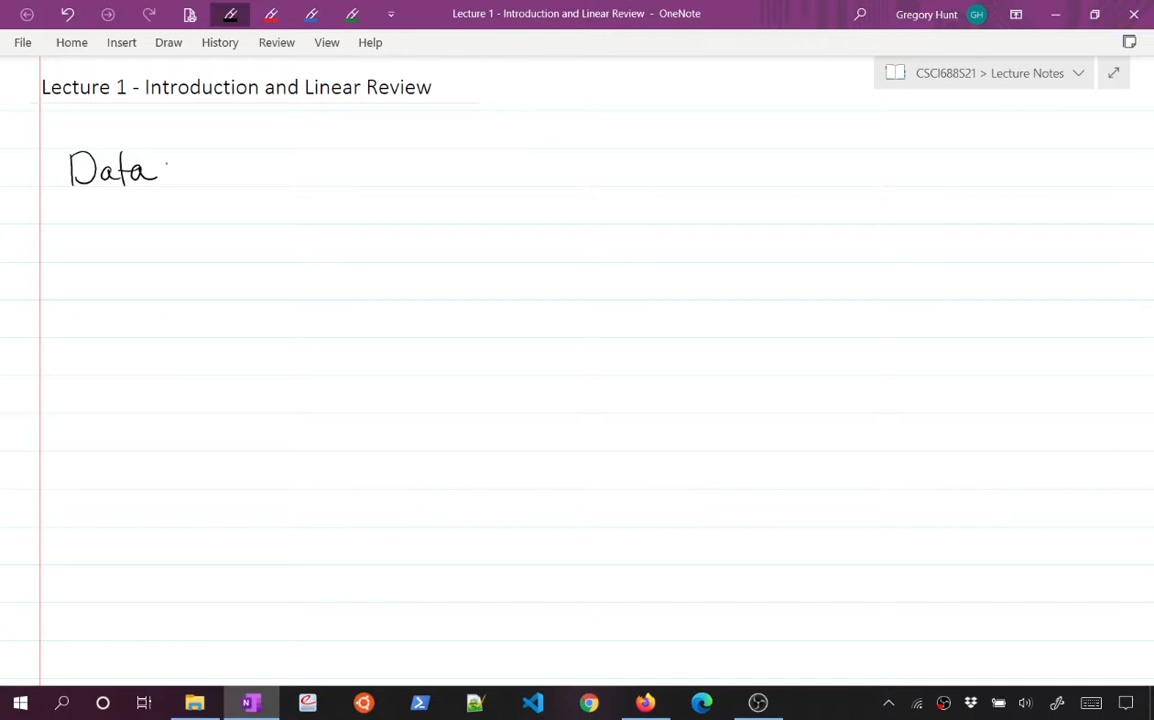 Lecture 1 - Introduction and Linear Review - OneNote
Gregory Hunt
GH
File Home Insert Draw History Review View Help
Lecture 1 - Introduction and Linear Review
CSCI688S21 > Lecture Notes
Data